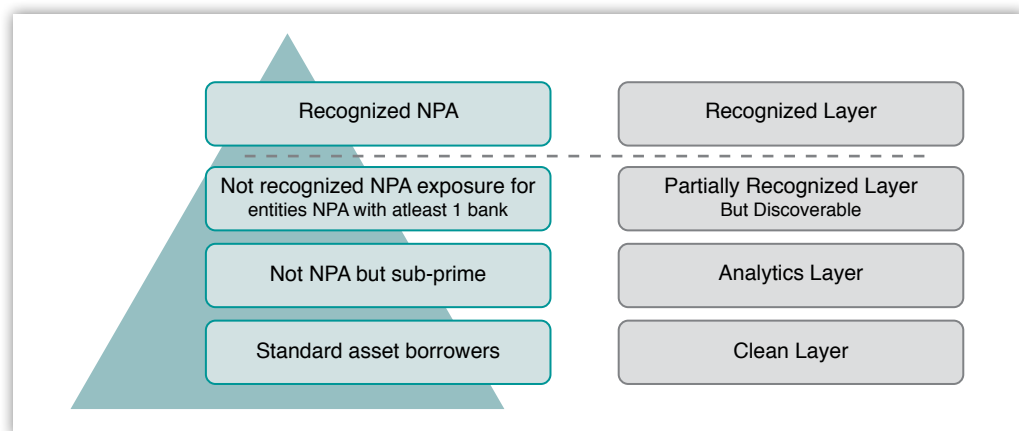 Recognized NPA
Recognized Layer
Not recognized NPA exposure for
entities NPA with atleast 1 bank
Partially Recognized Layer
But Discoverable
Not NPA but sub-prime
Analytics Layer
Standard asset borrowers
Clean Layer